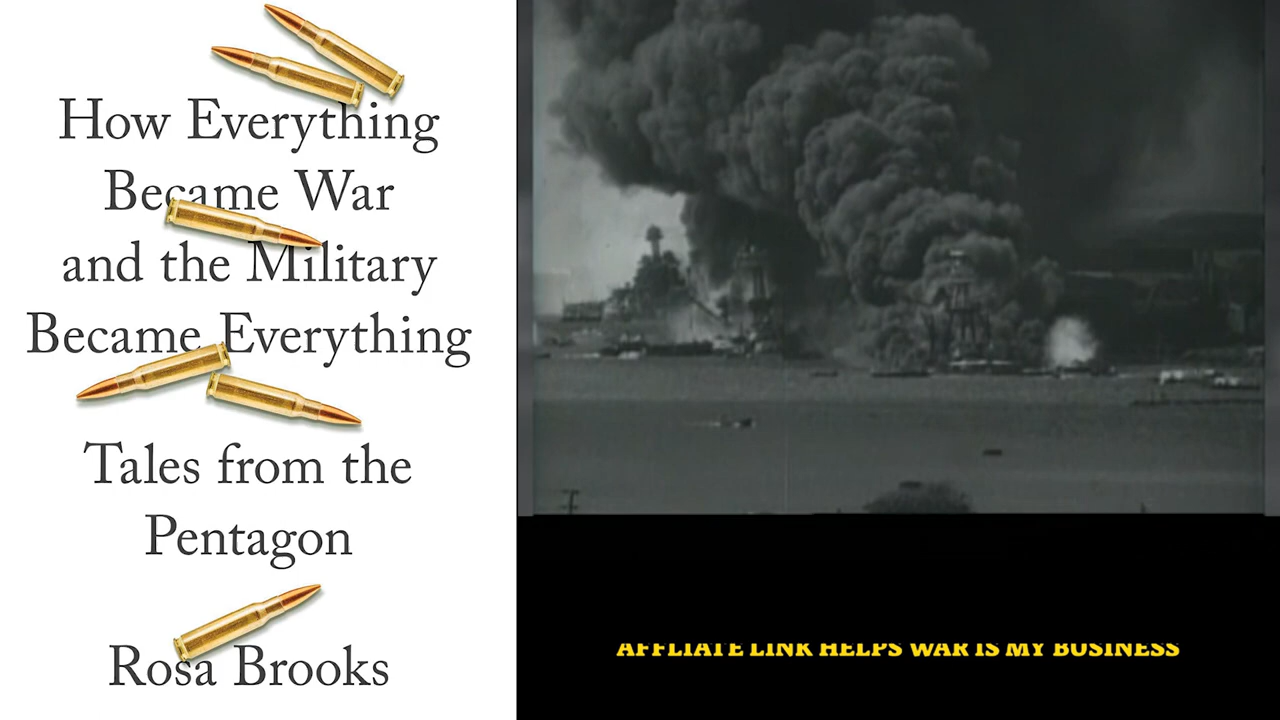 How Everything
Became War
and the Military
Became Everything
Tales from the
Pentagon
Rosa Brooks
AFFLIATE LINK HELPS WAR IS MY BUSINESS